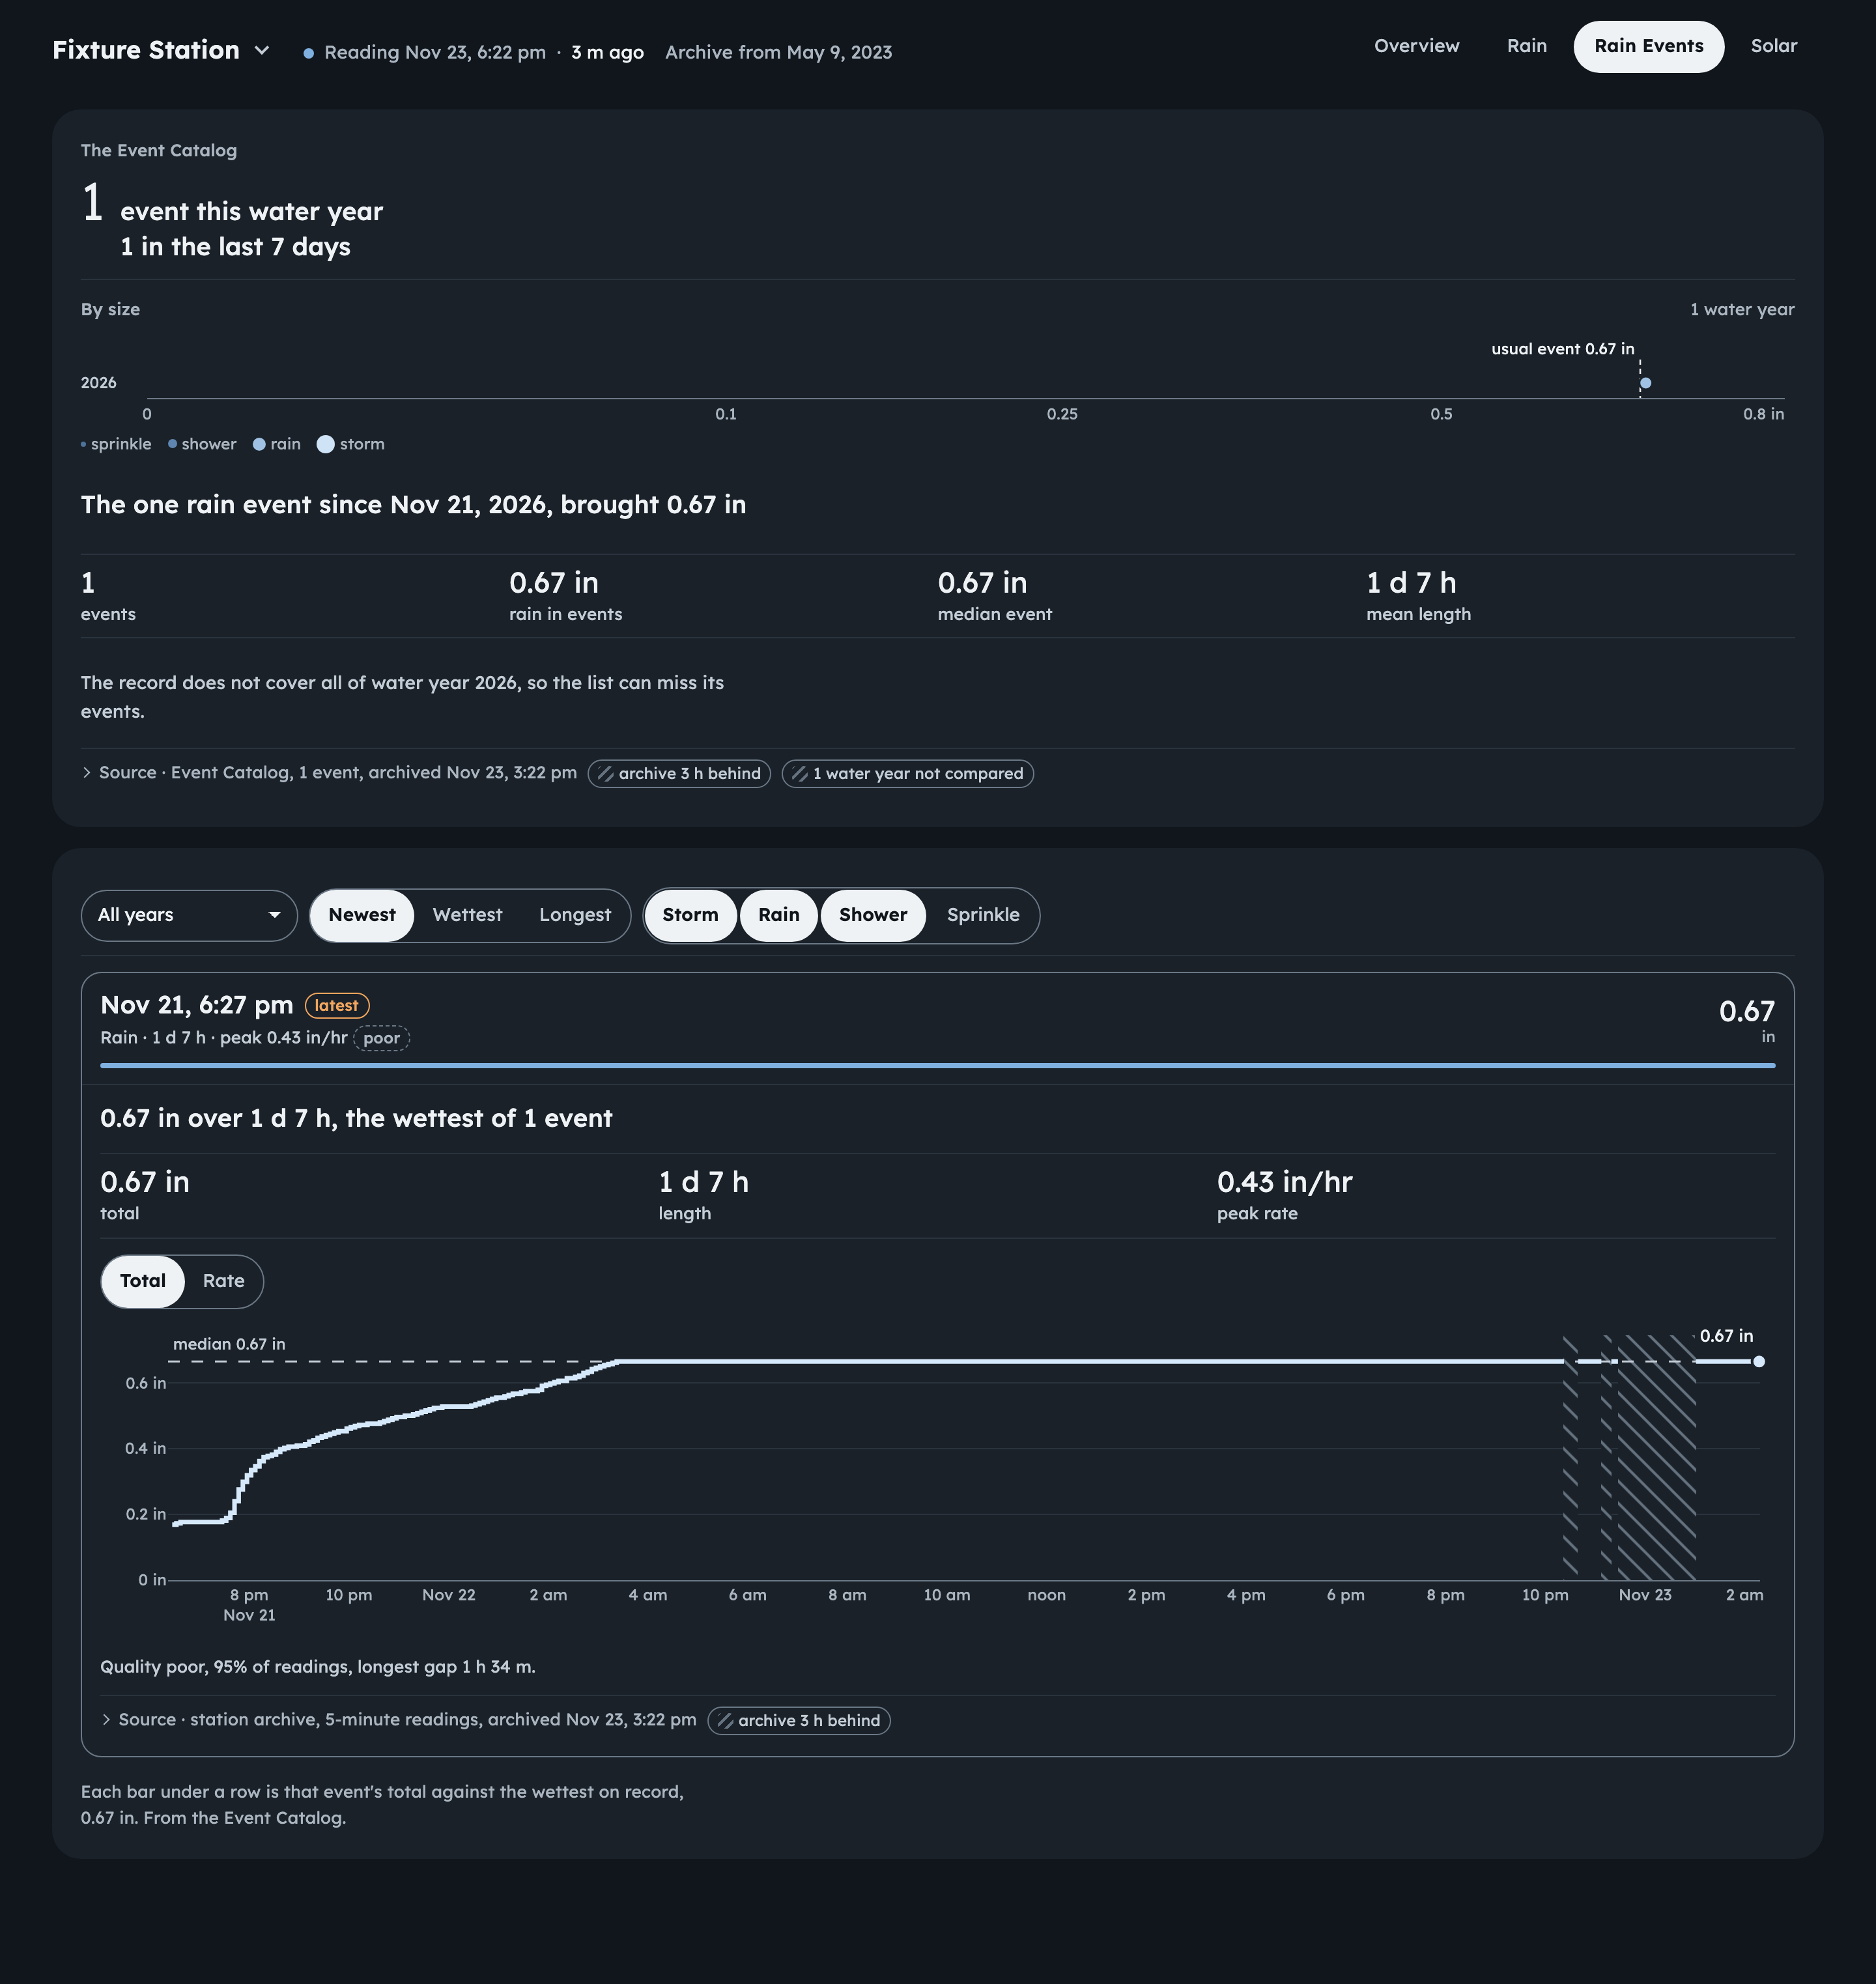 Fixture Station
Reading Nov 23, 6:22 pm · 3 m ago Archive from May 9, 2023
Overview Rain Rain Events Solar
The Event Catalog
1 event this water year
1 in the last 7 days
By size 1 water year
usual event 0.67 in
2026
0 0.1 0.25 0.5 0.8 in
sprinkle shower rain storm
The one rain event since Nov 21, 2026, brought 0.67 in
1 0.67 in 0.67 in 1 d 7 h
events rain in events median event mean length
The record does not cover all of water year 2026, so the list can miss its
events.
Source · Event Catalog, 1 event, archived Nov 23, 3:22 pm archive 3 h behind 1 water year not compared
All years Newest Wettest Longest Storm Rain Shower Sprinkle
Nov 21, 6:27 pm latest
0.67
Rain · 1 d 7 h · peak 0.43 in/hr poor
in
0.67 in over 1 d 7 h, the wettest of 1 event
0.67 in 1 d 7 h 0.43 in/hr
total length peak rate
Total Rate
0.67 in
median 0.67 in
0.6 in
0.4 in
0.2 in
0 in
8 pm 10 pm Nov 22 2 am 4 am 6 am 8 am 10 am noon 2 pm 4 pm 6 pm 8 pm 10 pm Nov 23 2 am
Nov 21
Quality poor, 95% of readings, longest gap 1 h 34 m.
Source · station archive, 5-minute readings, archived Nov 23, 3:22 pm archive 3 h behind
Each bar under a row is that event's total against the wettest on record,
0.67 in. From the Event Catalog.